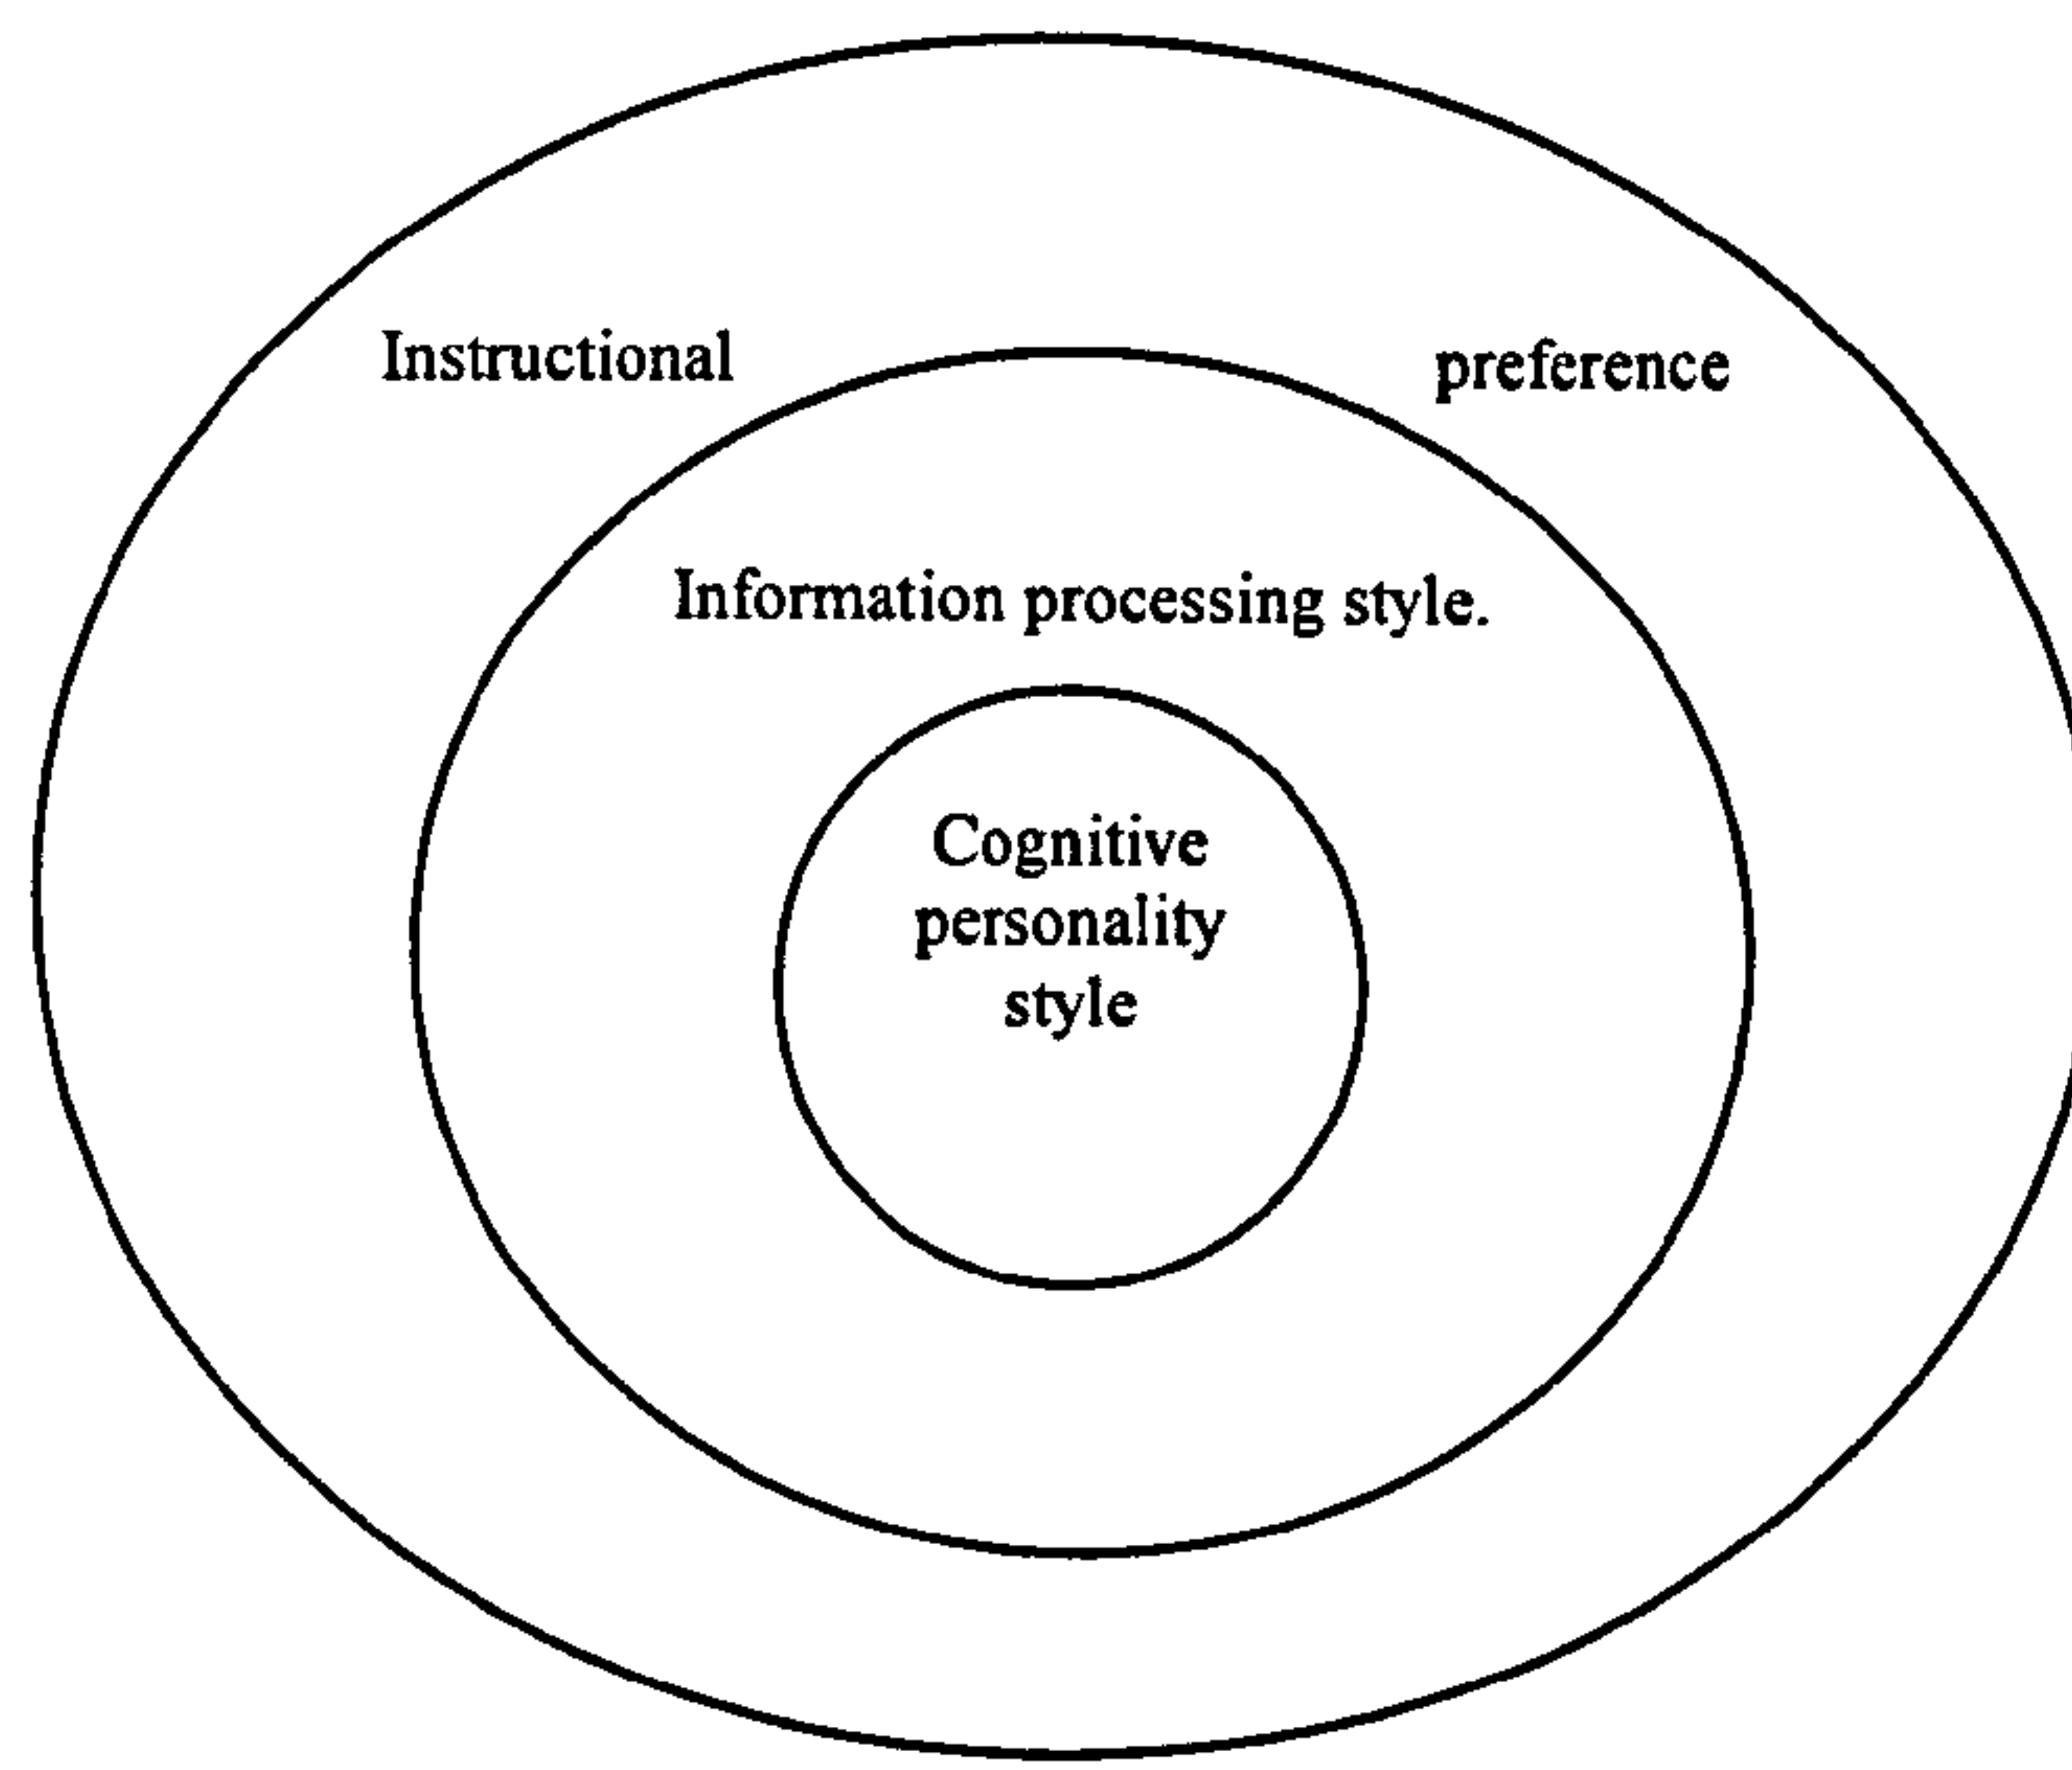 Instructional preference
Information processing style.
Cognitive
personality
style